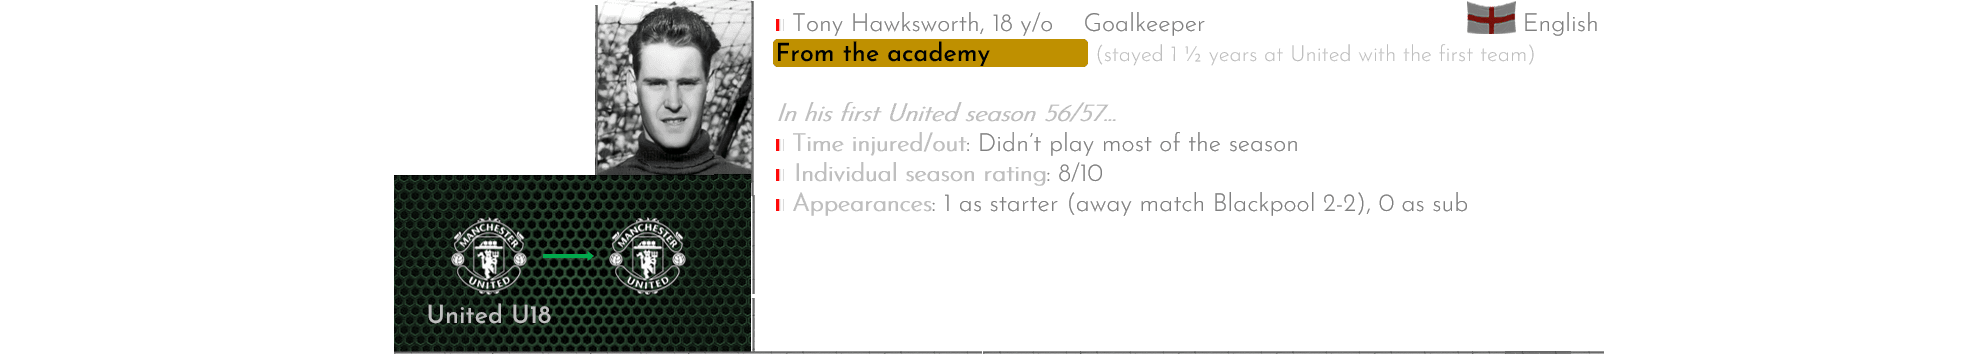 Tony Hawksworth, 18 y/o Goalkeeper English
From the academy (stayed 1 ½ years at United with the first team)
In his first United season 56/57...
Time injured/out: Didn't play most of the season
Individual season rating: 8/10
Appearances: 1 as starter (away match Blackpool 2-2), 0 as sub
MANCHESTER UNITED
MANCHESTER UNITED
United U18